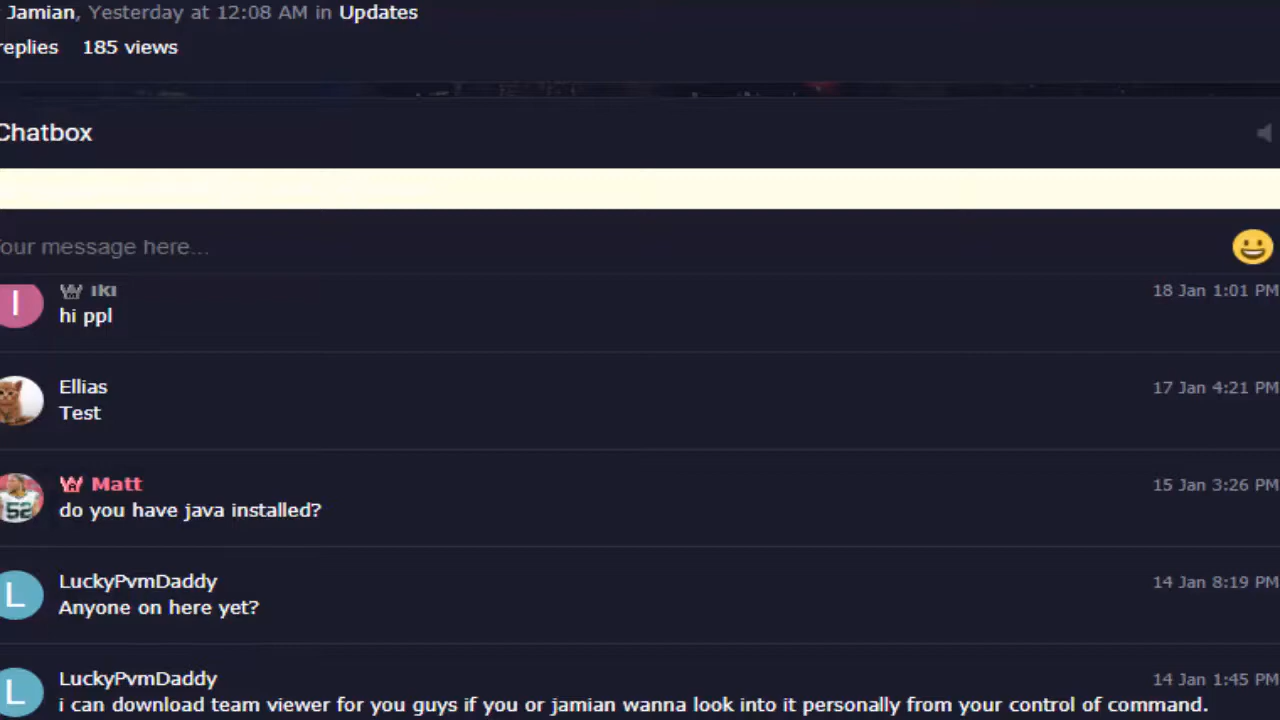 Jamian, Yesterday at 12:08 AM in Updates
replies 185 views
Chatbox
Your message here...
Iki 18 Jan 1:01 PM
hi ppl
I
Ellias 17 Jan 4:21 PM
Test
Matt 15 Jan 3:26 PM
do you have java installed?
52
LuckyPvmDaddy 14 Jan 8:19 PM
Anyone on here yet?
L
LuckyPvmDaddy 14 Jan 1:45 PM
i can download team viewer for you guys if you or jamian wanna look into it personally from your control of command.
L